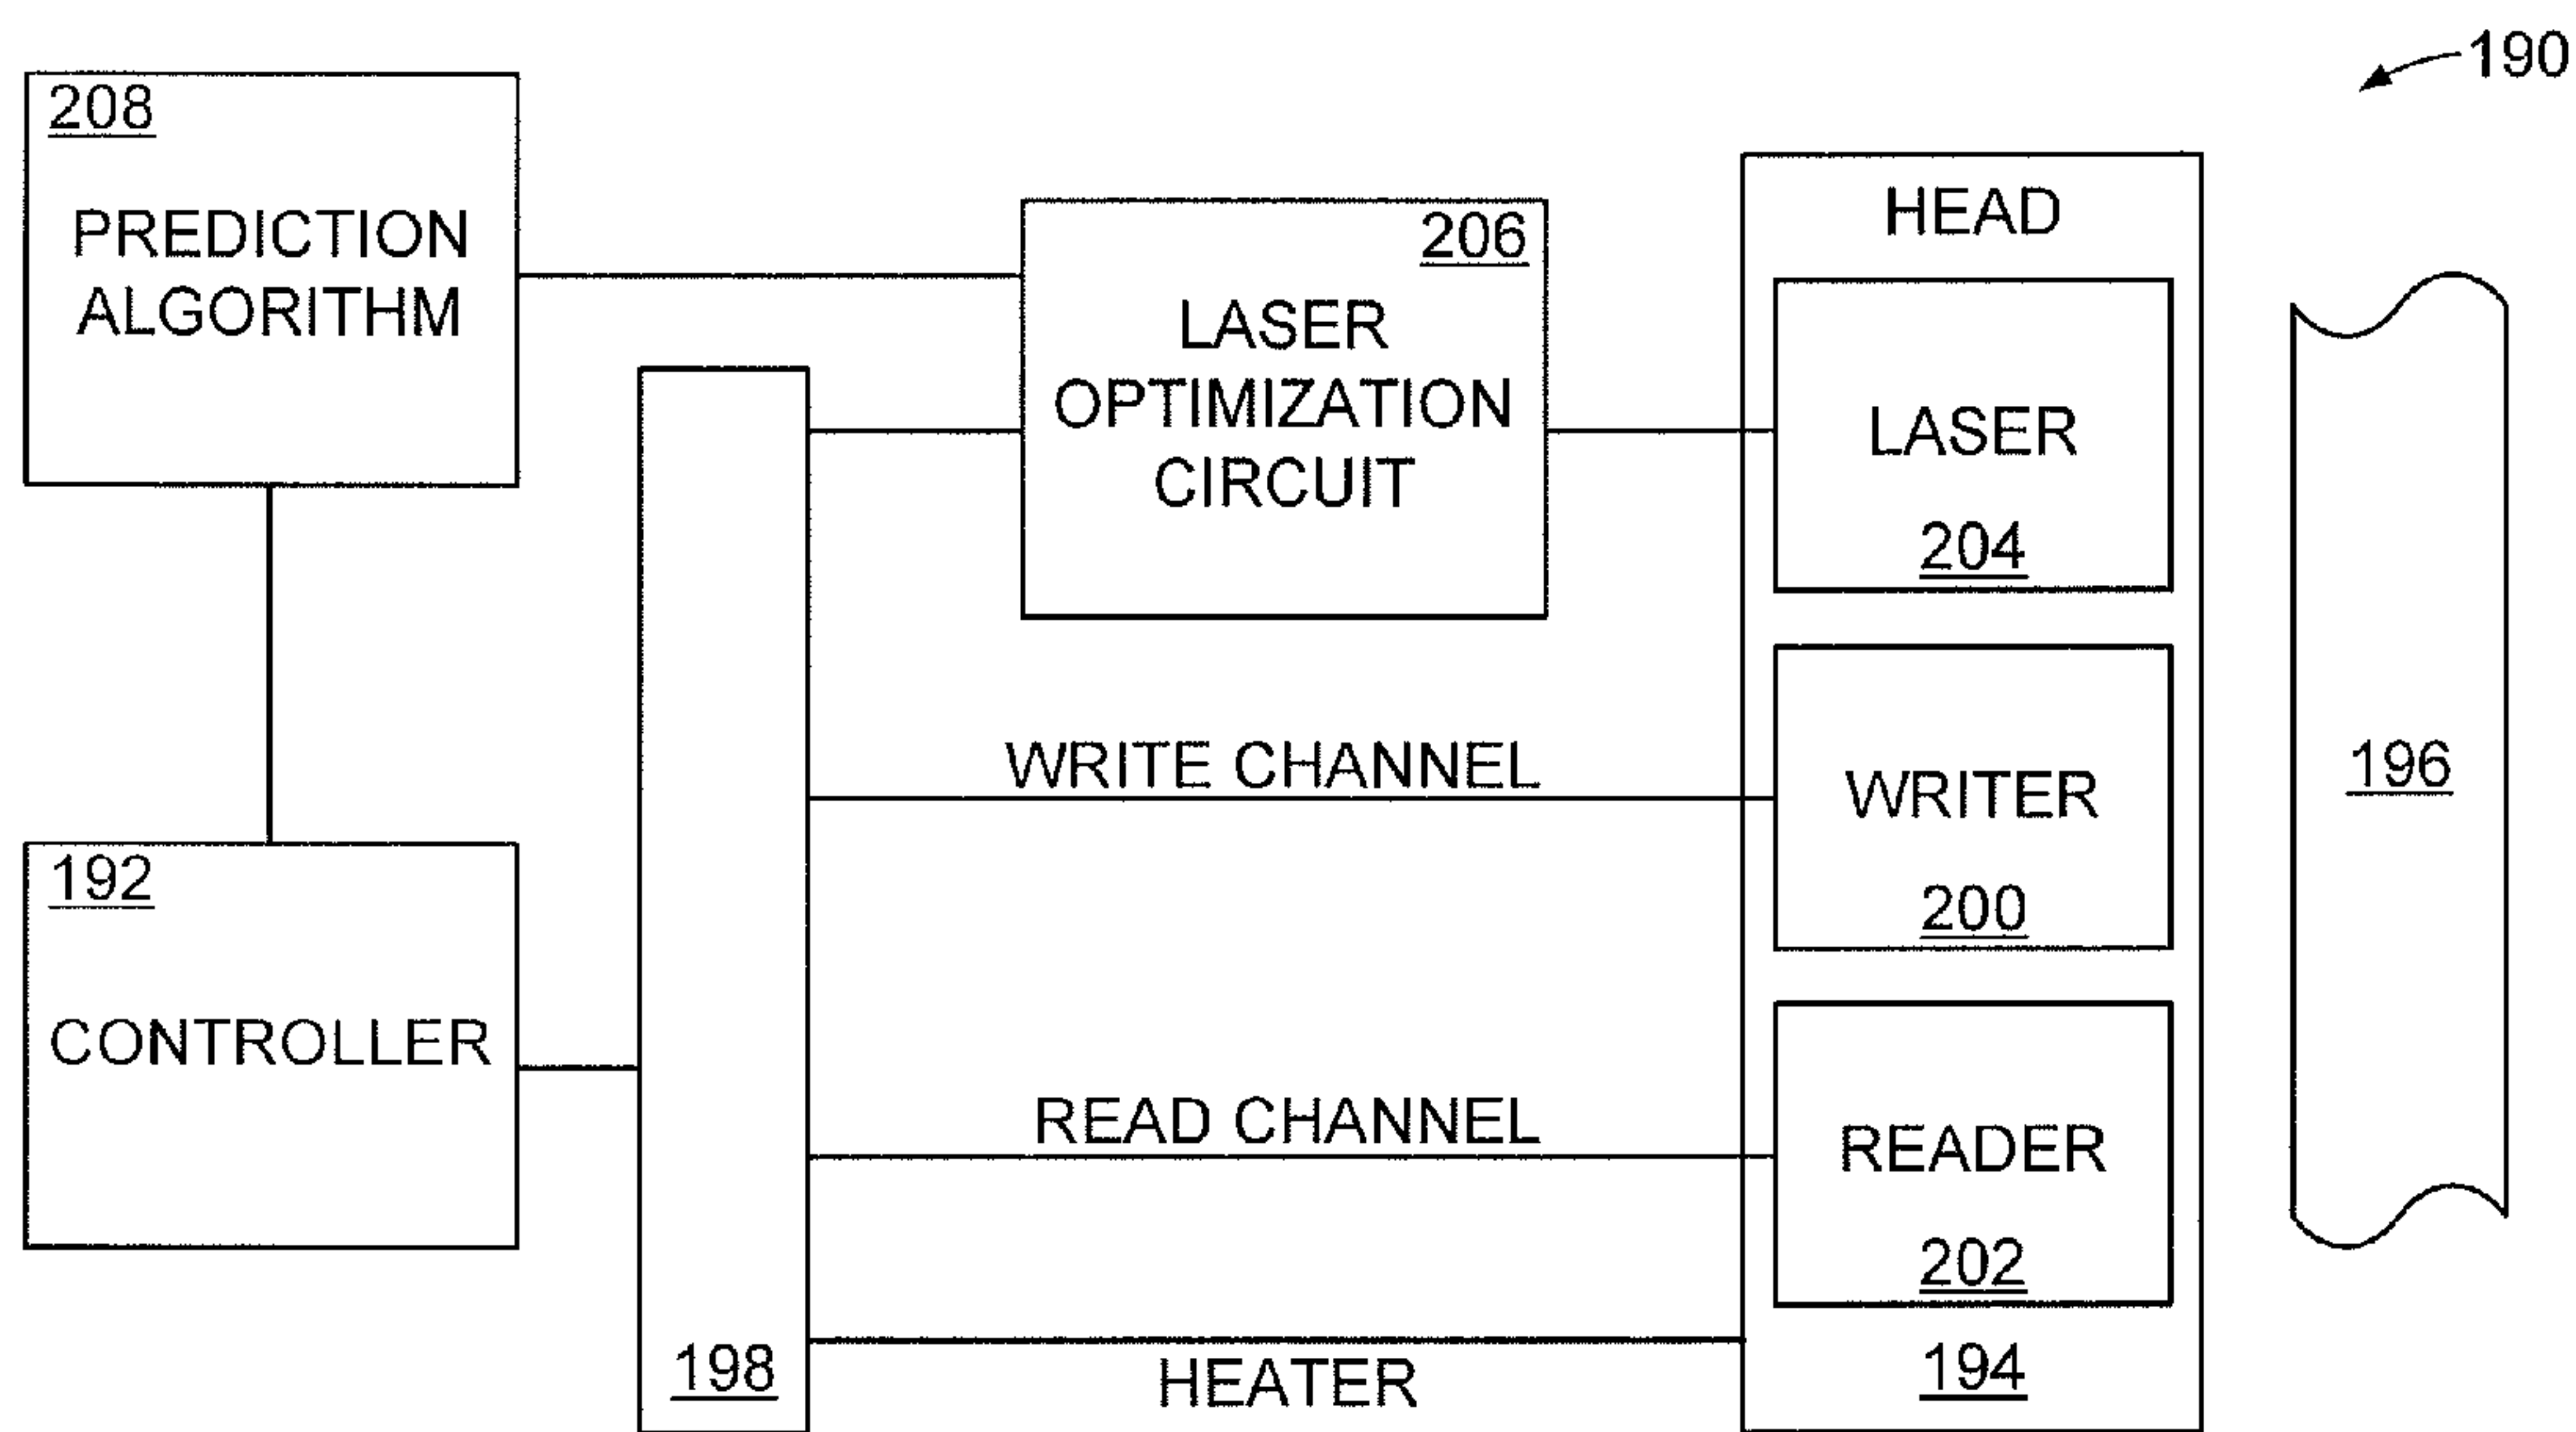 190
208
PREDICTION
ALGORITHM
206
LASER
OPTIMIZATION
CIRCUIT
HEAD
LASER
204
WRITE CHANNEL
WRITER
200
196
192
CONTROLLER
READ CHANNEL
READER
202
198
HEATER
194